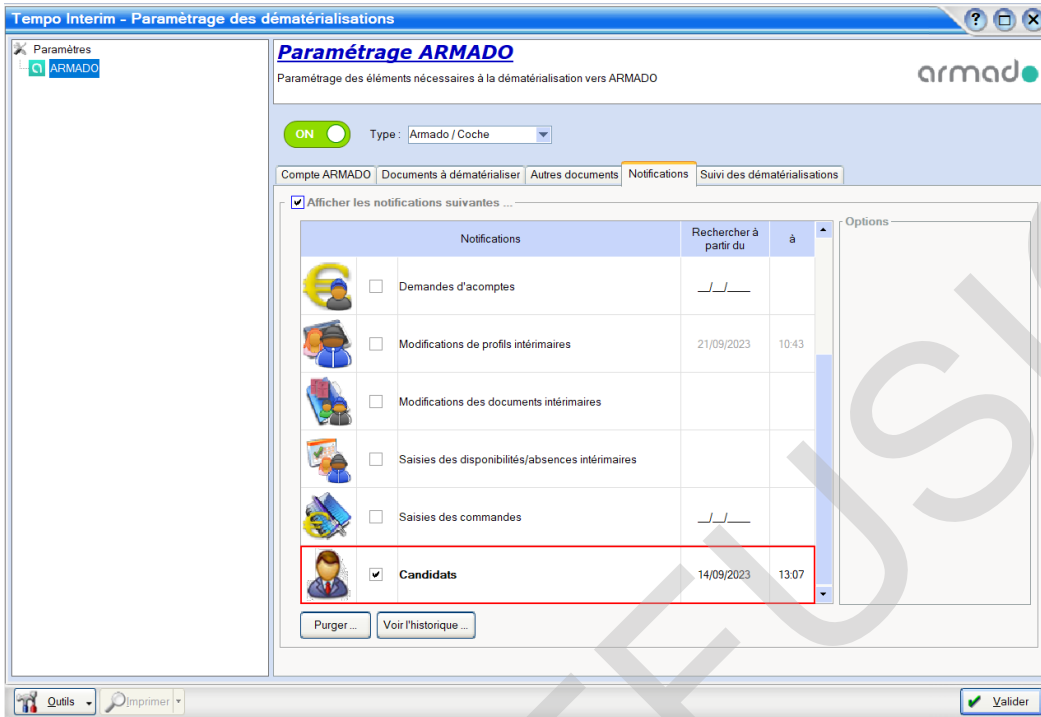 Tempo Interim - Paramètrage des dématérialisations
Paramètres
ARMADO
Paramétrage ARMADO
Paramétrage des éléments nécessaires à la dématérialisation vers ARMADO
armado
ON
Type : Armado / Coche
Compte ARMADO Documents à dématérialiser Autres documents Notifications Suivi des dématérialisations
Afficher les notifications suivantes ...
Options
Notifications Rechercher à partir du à
Demandes d'acomptes __/__/____
Modifications de profils intérimaires 21/09/2023 10:43
Modifications des documents intérimaires
Saisies des disponibilités/absences intérimaires
Saisies des commandes __/__/____
Candidats 14/09/2023 13:07
Purger ... Voir l'historique ...
Outils Imprimer Valider